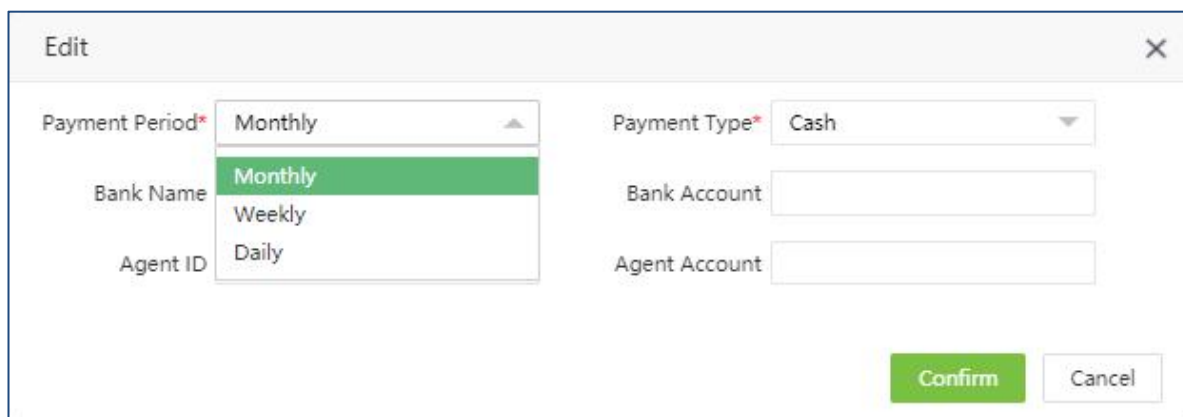 Edit
Payment Period* Monthly Payment Type* Cash
Monthly
Bank Name Bank Account
Weekly
Agent ID Daily Agent Account
Confirm Cancel